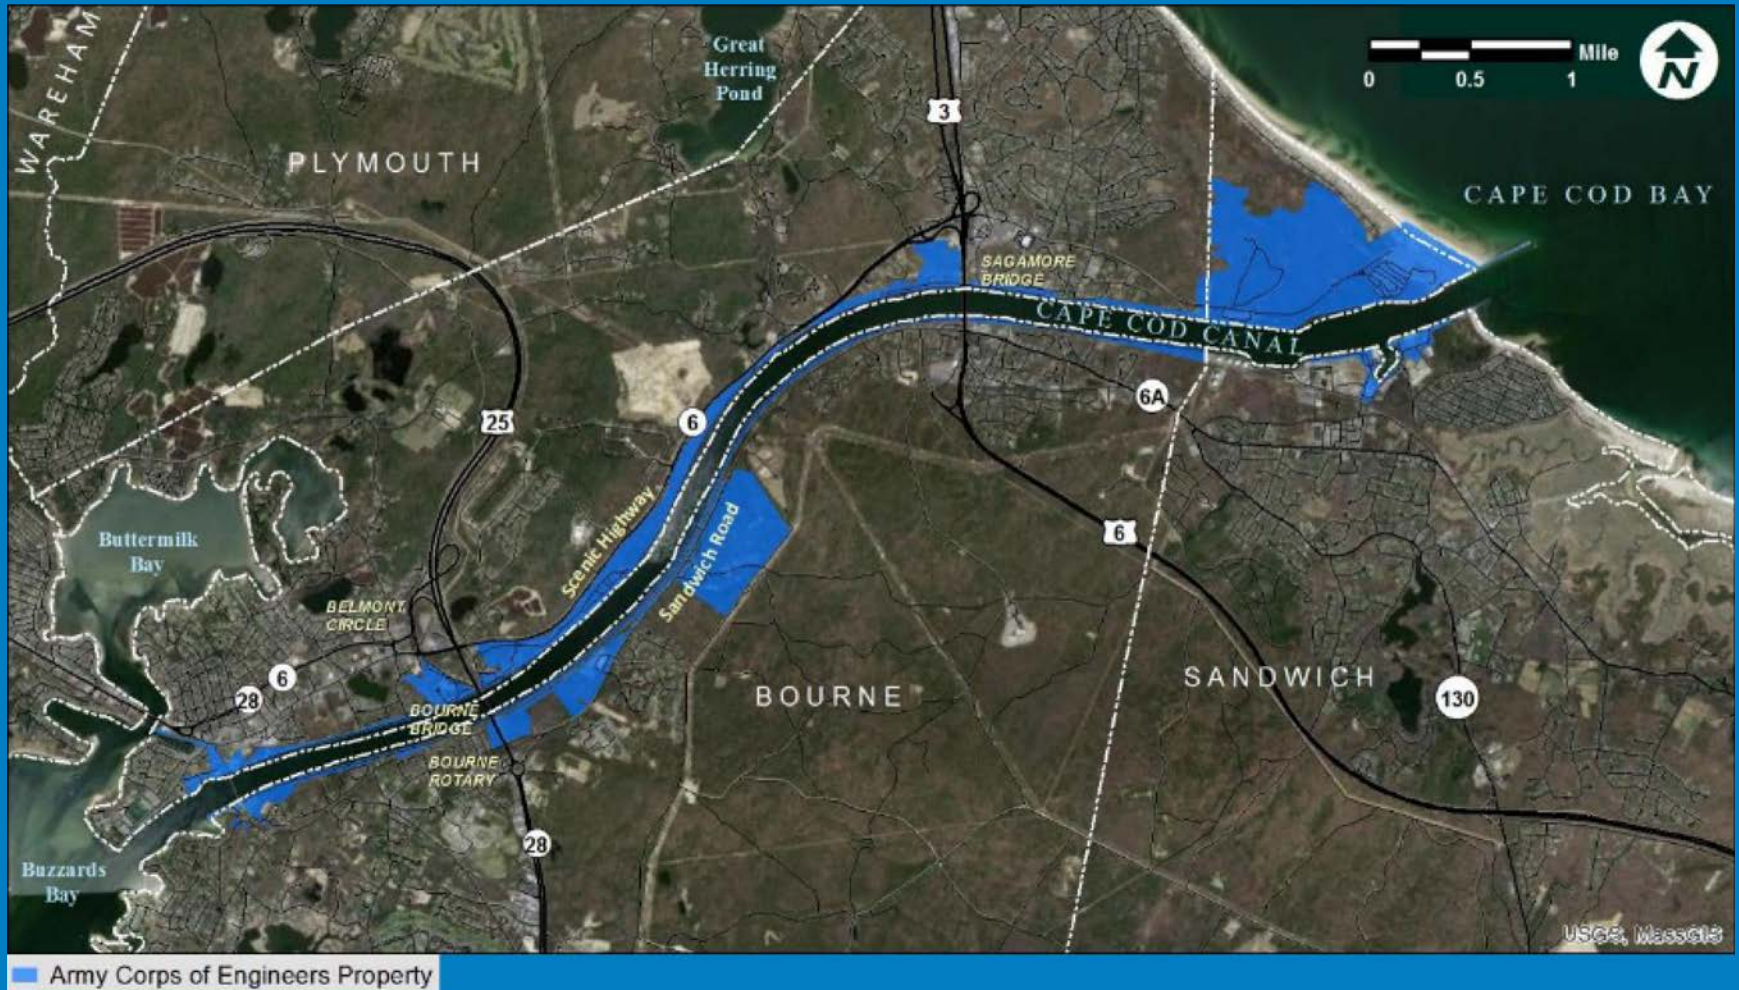 WAREHAM
PLYMOUTH
Great
Herring
Pond
3
Mile
0 0.5 1
N
CAPE COD BAY
SAGAMORE
BRIDGE
CAPE COD CANAL
6A
25
6
Scenic Highway
Sandwich Road
6
Buttermilk
Bay
BELMONT
CIRCLE
6
28
BOURNE
SANDWICH
130
BOURNE
BRIDGE
BOURNE
ROTARY
28
Buzzards
Bay
USGS, MassGIS
Army Corps of Engineers Property